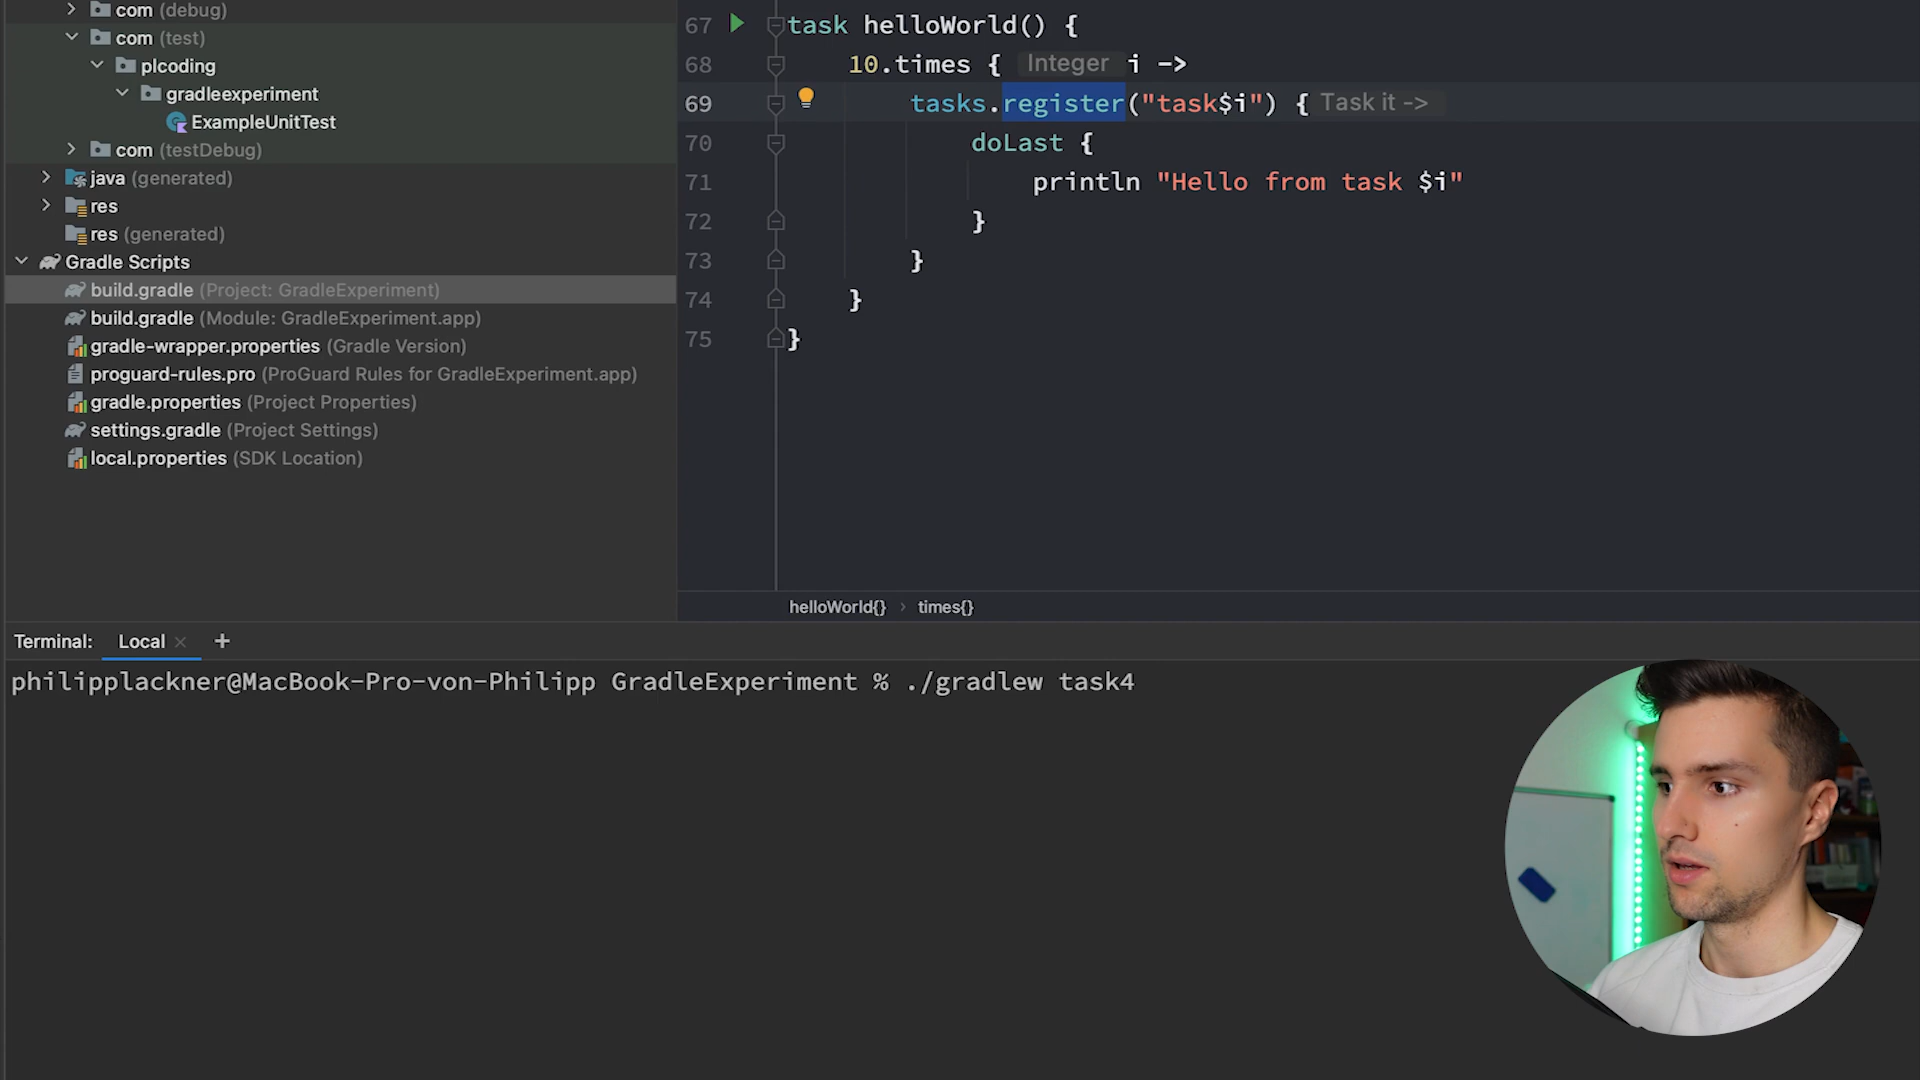 com (debug)
com (test)
plcoding
gradleexperiment
ExampleUnitTest
com (testDebug)
java (generated)
res
res (generated)
Gradle Scripts
build.gradle (Project: GradleExperiment)
build.gradle (Module: GradleExperiment.app)
gradle-wrapper.properties (Gradle Version)
proguard-rules.pro (ProGuard Rules for GradleExperiment.app)
gradle.properties (Project Properties)
settings.gradle (Project Settings)
local.properties (SDK Location)
67 task helloWorld() {
68 10.times { Integer i ->
69 tasks.register("task$i") { Task it ->
70 doLast {
71 println "Hello from task $i"
72 }
73 }
74 }
75 }
helloWorld{} › times{}
Terminal: Local × +
philipplackner@MacBook-Pro-von-Philipp GradleExperiment % ./gradlew task4